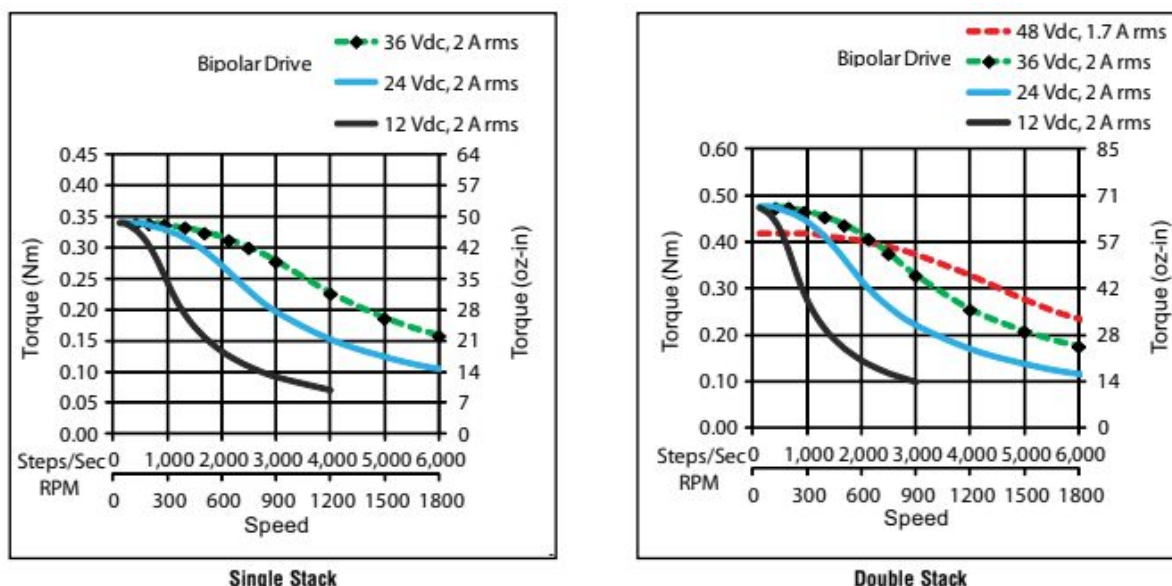 Bipolar Drive
36 Vdc, 2 A rms
24 Vdc, 2 A rms
12 Vdc, 2 A rms
Torque (Nm)
0.45
0.40
0.35
0.30
0.25
0.20
0.15
0.10
0.05
0.00
64
57
50
42
35
28
21
14
7
0
Torque (oz-in)
Steps/Sec 0 1,000 2,000 3,000 4,000 5,000 6,000
RPM
0 300 600 900 1200 1500 1800
Speed
Single Stack
Bipolar Drive
48 Vdc, 1.7 A rms
36 Vdc, 2 A rms
24 Vdc, 2 A rms
12 Vdc, 2 A rms
Torque (Nm)
0.60
0.50
0.40
0.30
0.20
0.10
0.00
85
71
57
42
28
14
0
Torque (oz-in)
Steps/Sec 0 1,000 2,000 3,000 4,000 5,000 6,000
RPM
0 300 600 900 1200 1500 1800
Speed
Double Stack